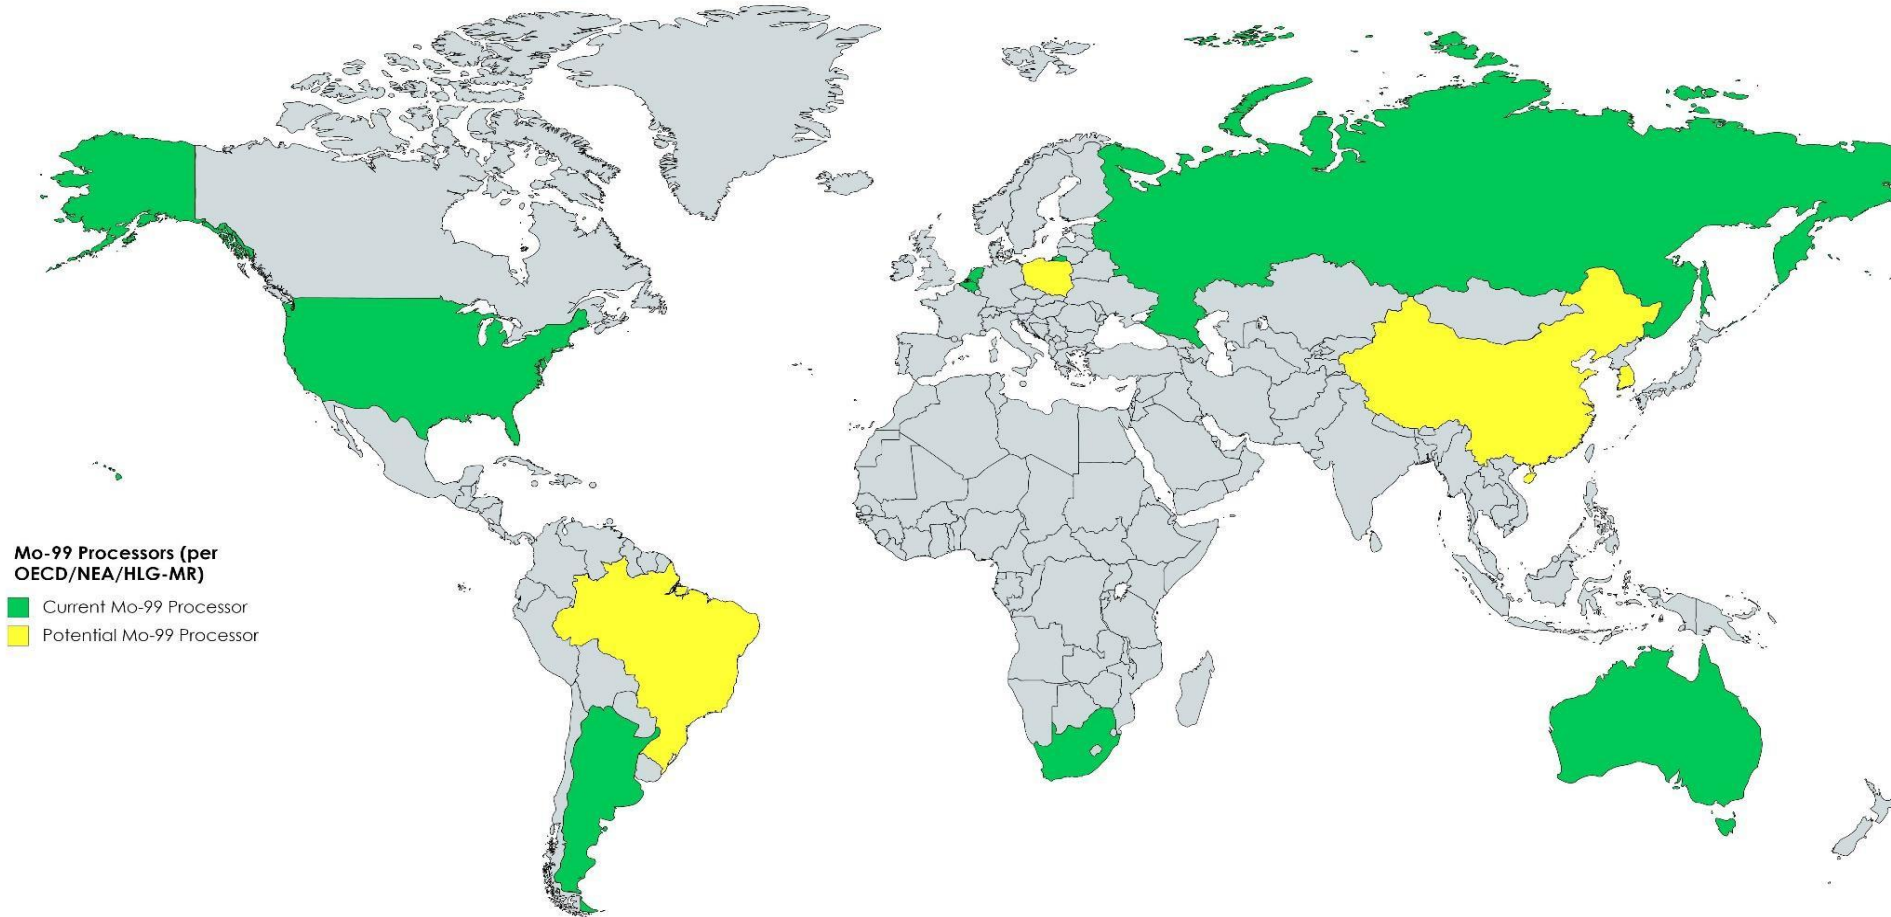 Mo-99 Processors (per
OECD/NEA/HLG-MR)
Current Mo-99 Processor
Potential Mo-99 Processor